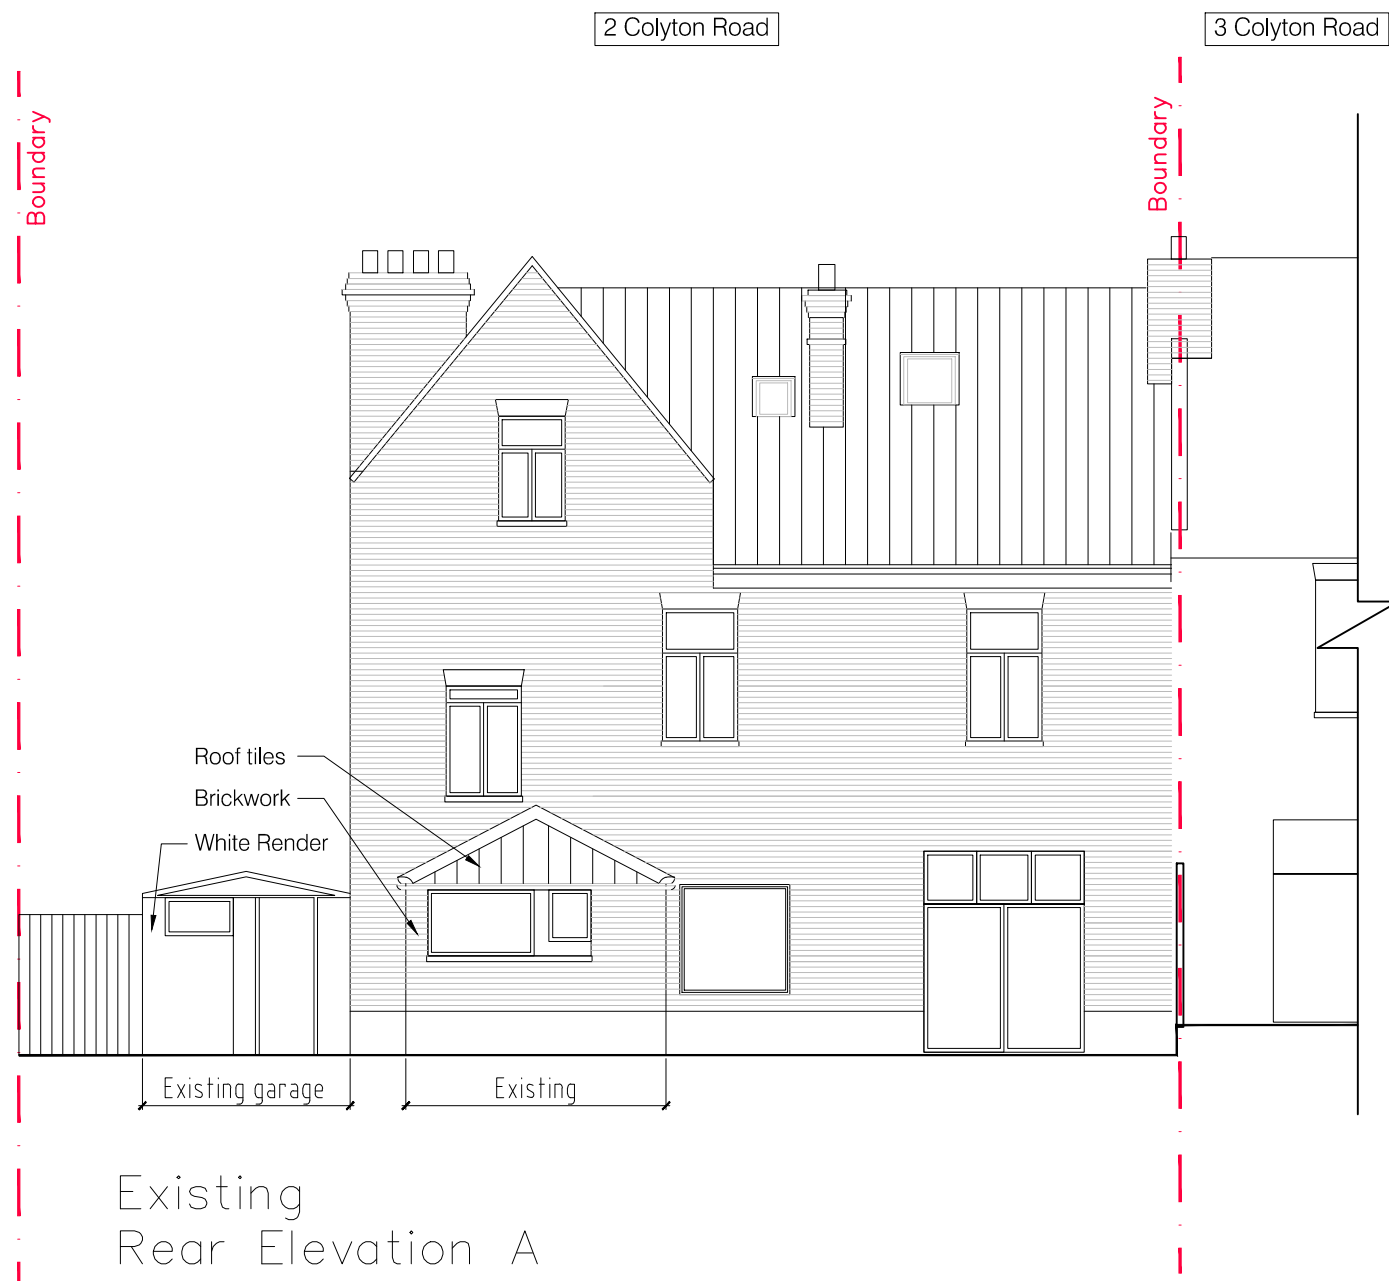 2 Colyton Road
3 Colyton Road
Boundary
Boundary
Roof tiles
Brickwork
White Render
Existing garage
Existing
Existing
Rear Elevation A